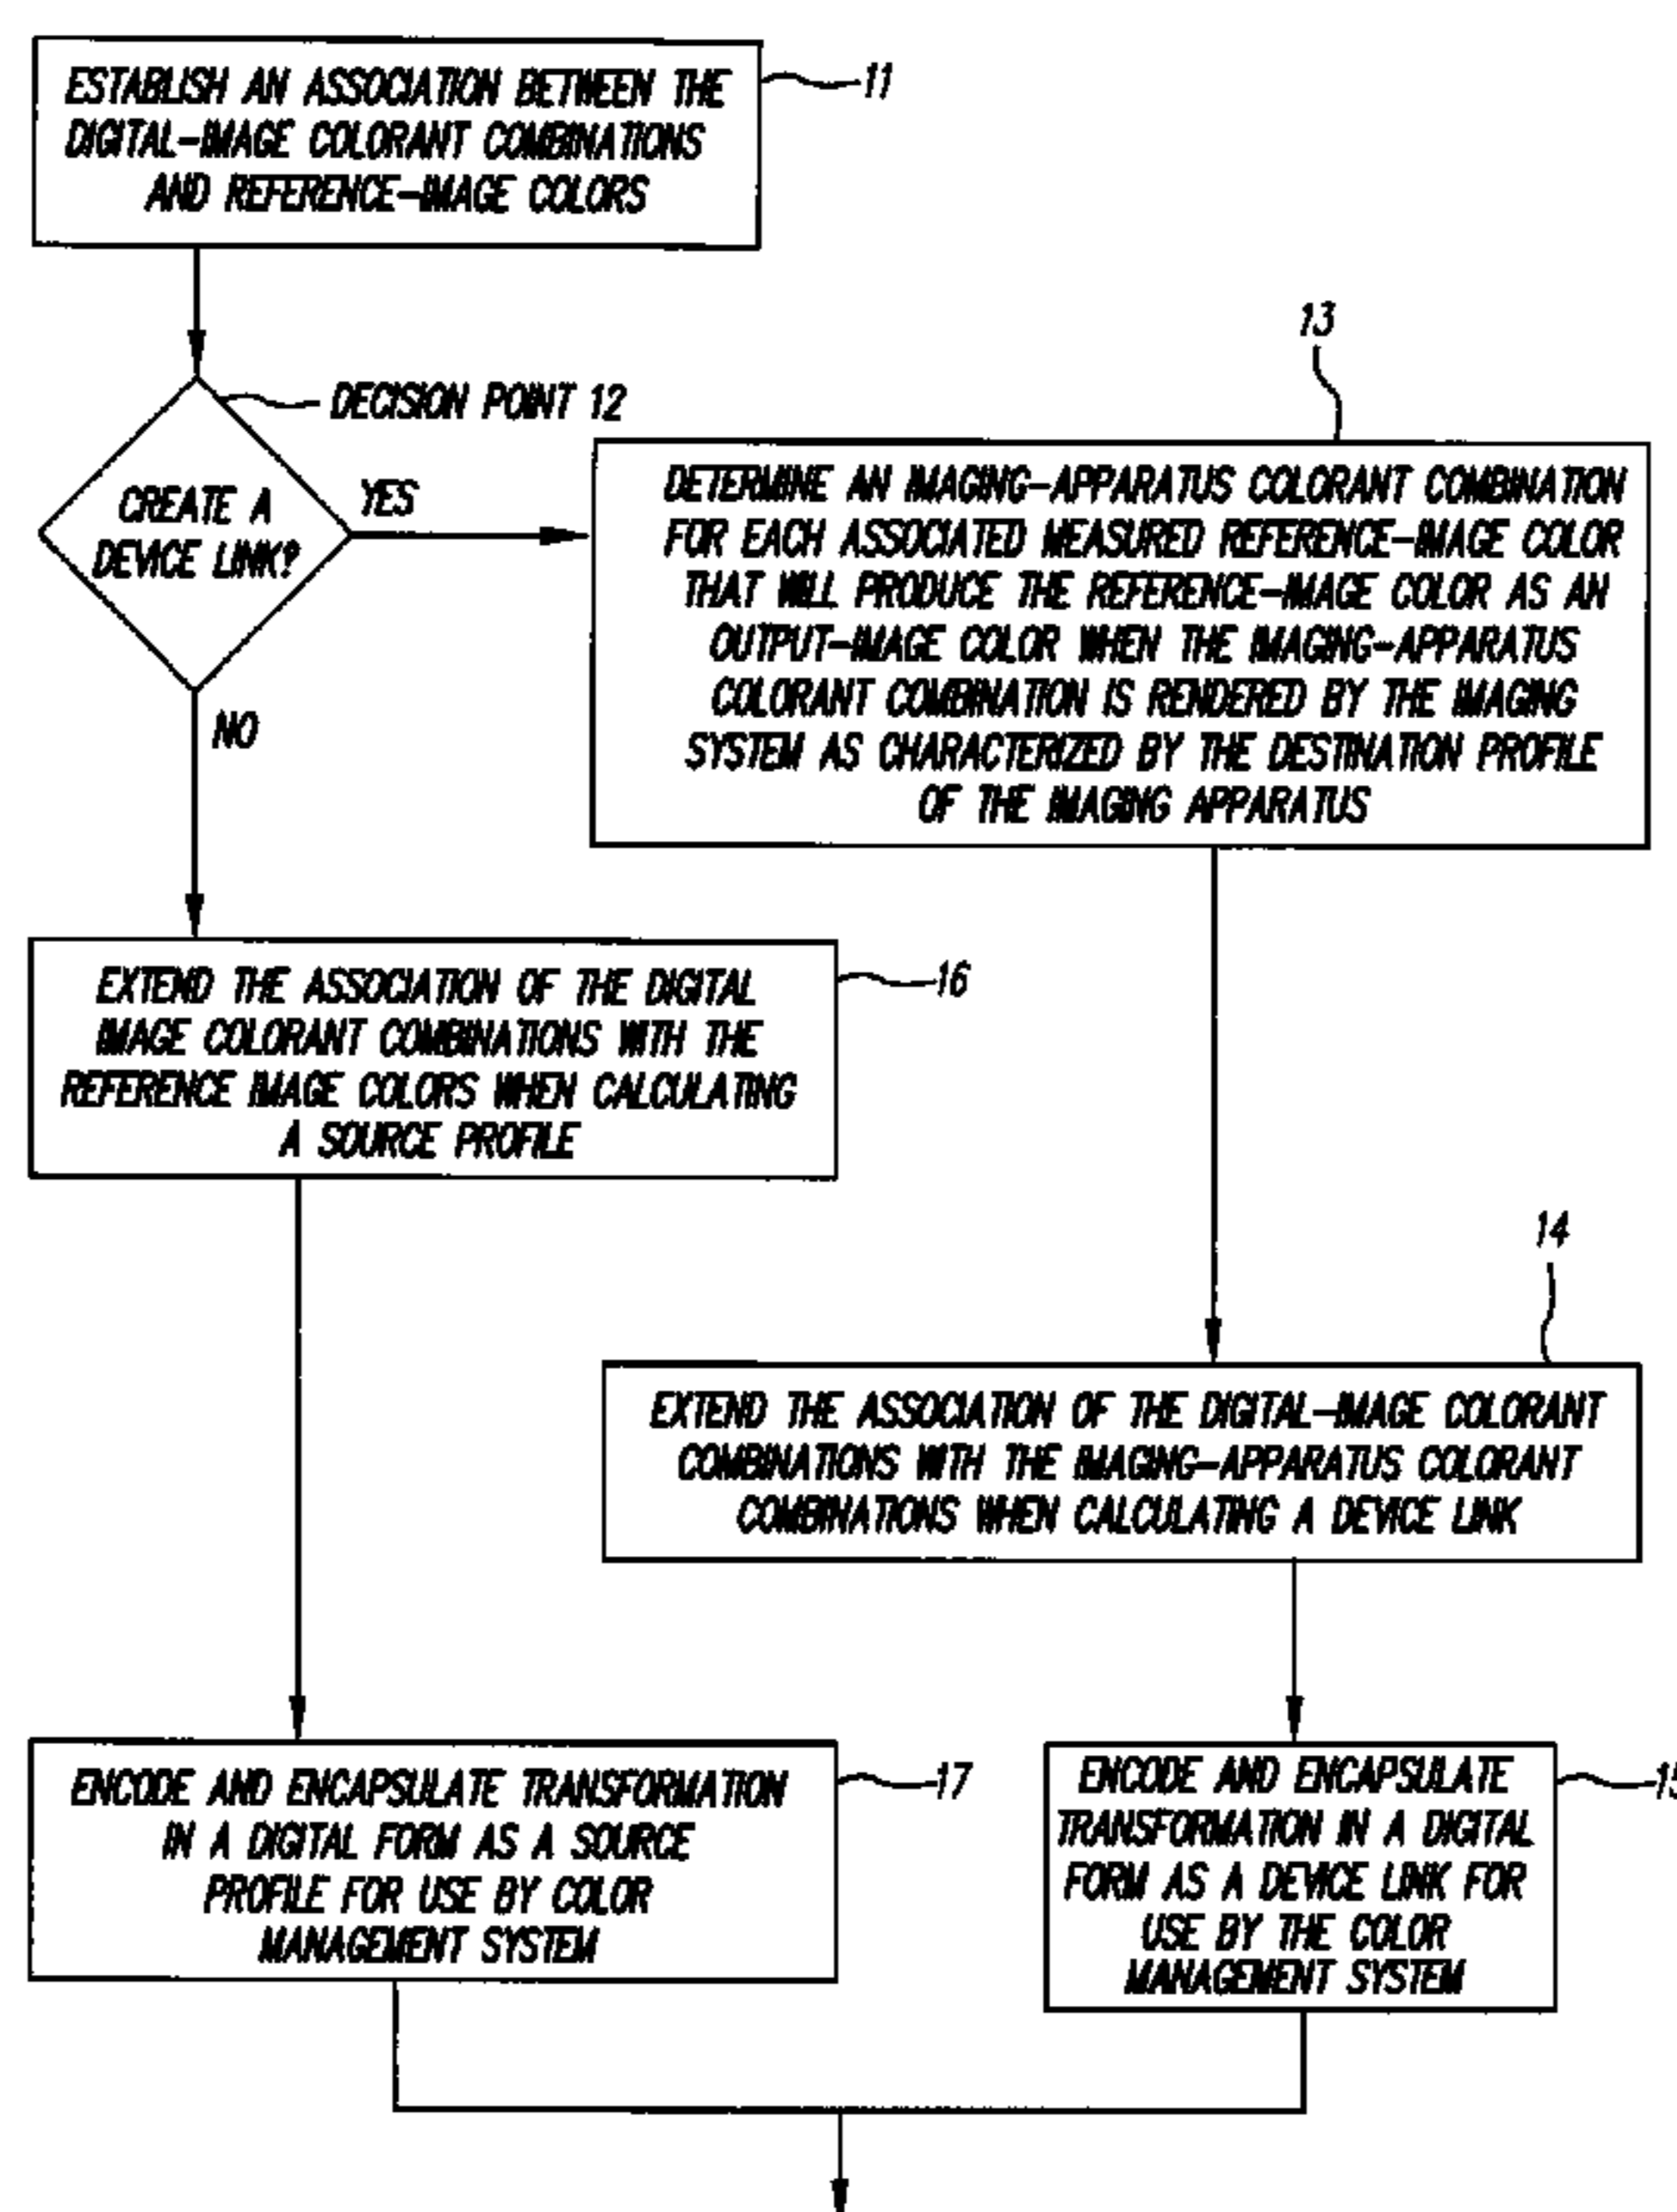 ESTABLISH AN ASSOCIATION BETWEEN THE
DIGITAL-IMAGE COLORANT COMBINATIONS
AND REFERENCE-IMAGE COLORS
11
DECISION POINT 12
CREATE A
DEVICE LINK?
YES
NO
13
DETERMINE AN IMAGING-APPARATUS COLORANT COMBINATION
FOR EACH ASSOCIATED MEASURED REFERENCE-IMAGE COLOR
THAT WILL PRODUCE THE REFERENCE-IMAGE COLOR AS AN
OUTPUT-IMAGE COLOR WHEN THE IMAGING-APPARATUS
COLORANT COMBINATION IS RENDERED BY THE IMAGING
SYSTEM AS CHARACTERIZED BY THE DESTINATION PROFILE
OF THE IMAGING APPARATUS
EXTEND THE ASSOCIATION OF THE DIGITAL
IMAGE COLORANT COMBINATIONS WITH THE
REFERENCE IMAGE COLORS WHEN CALCULATING
A SOURCE PROFILE
16
14
EXTEND THE ASSOCIATION OF THE DIGITAL-IMAGE COLORANT
COMBINATIONS WITH THE IMAGING-APPARATUS COLORANT
COMBINATIONS WHEN CALCULATING A DEVICE LINK
ENCODE AND ENCAPSULATE TRANSFORMATION
IN A DIGITAL FORM AS A SOURCE
PROFILE FOR USE BY COLOR
MANAGEMENT SYSTEM
17
ENCODE AND ENCAPSULATE
TRANSFORMATION IN A DIGITAL
FORM AS A DEVICE LINK FOR
USE BY THE COLOR
MANAGEMENT SYSTEM
15